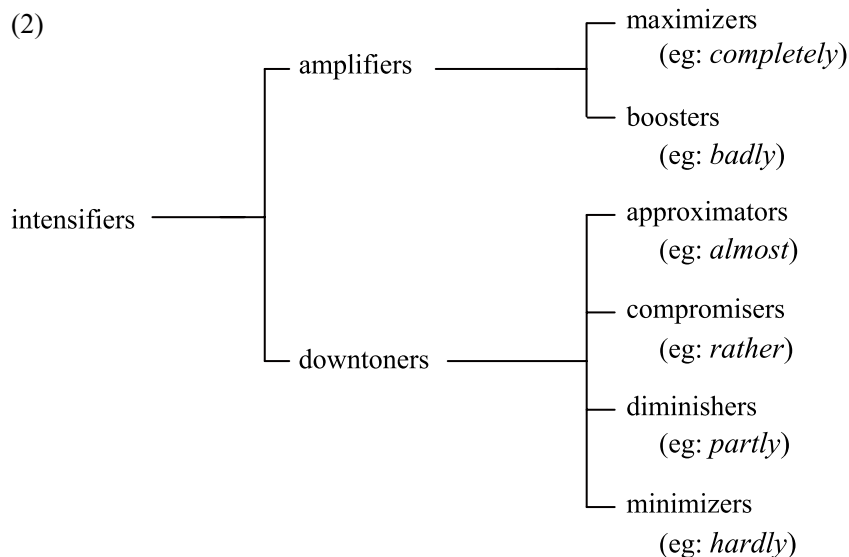 (2)
maximizers
(eg: completely)
amplifiers
boosters
(eg: badly)
intensifiers
approximators
(eg: almost)
compromisers
(eg: rather)
downtoners
diminishers
(eg: partly)
minimizers
(eg: hardly)